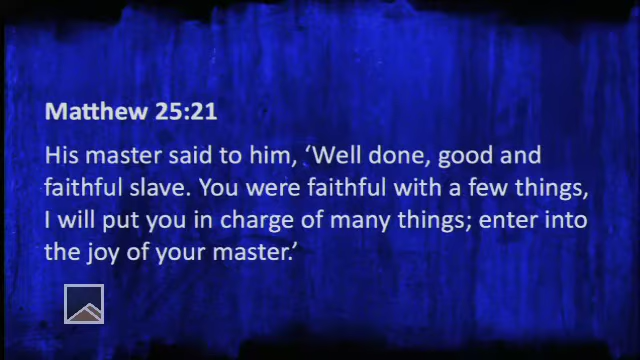 Matthew 25:21
His master said to him, ‘Well done, good and
faithful slave. You were faithful with a few things,
I will put you in charge of many things; enter into
the joy of your master.’